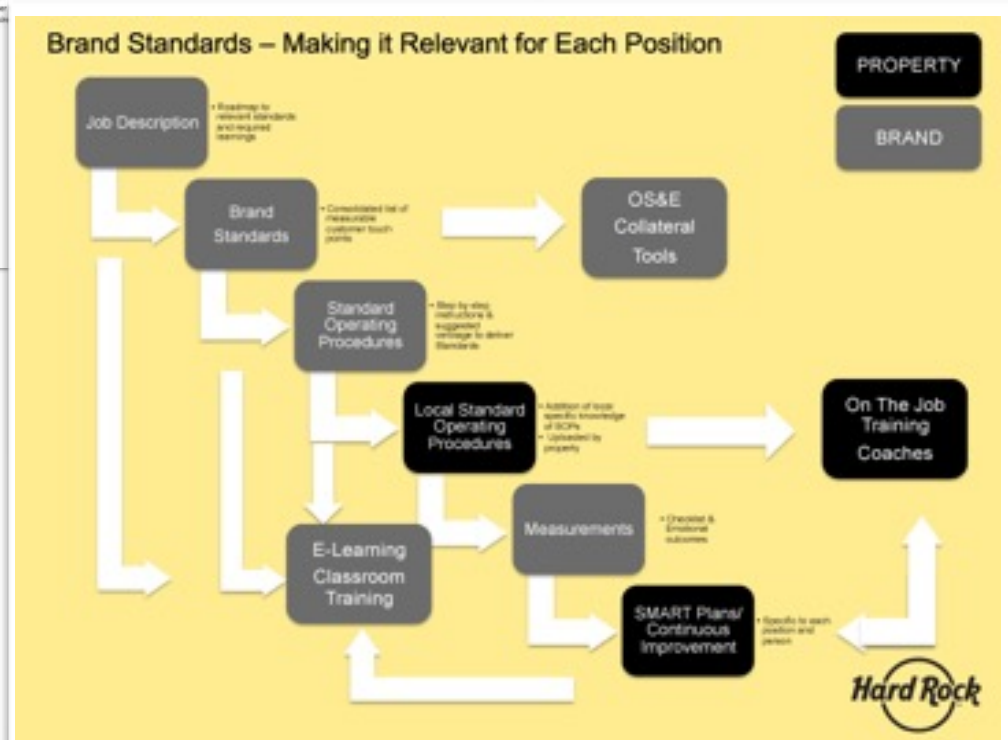 Brand Standards – Making it Relevant for Each Position
PROPERTY
BRAND
Job Description
• Roadmap to
relevant standards
and required
learnings
Brand
Standards
• Consolidated list of
measurable
customer touch
points
OS&E
Collateral
Tools
Standard
Operating
Procedures
• Step by step
instructions &
suggested
verbiage to deliver
Standards
Local Standard
Operating
Procedures
• Addition of local
specific knowledge
of SOPs
• Uploaded by
property
On The Job
Training
Coaches
Measurements
• Checklist &
Emotional
outcomes
E-Learning
Classroom
Training
SMART Plans/
Continuous
Improvement
• Specific to each
position and
person
Hard Rock